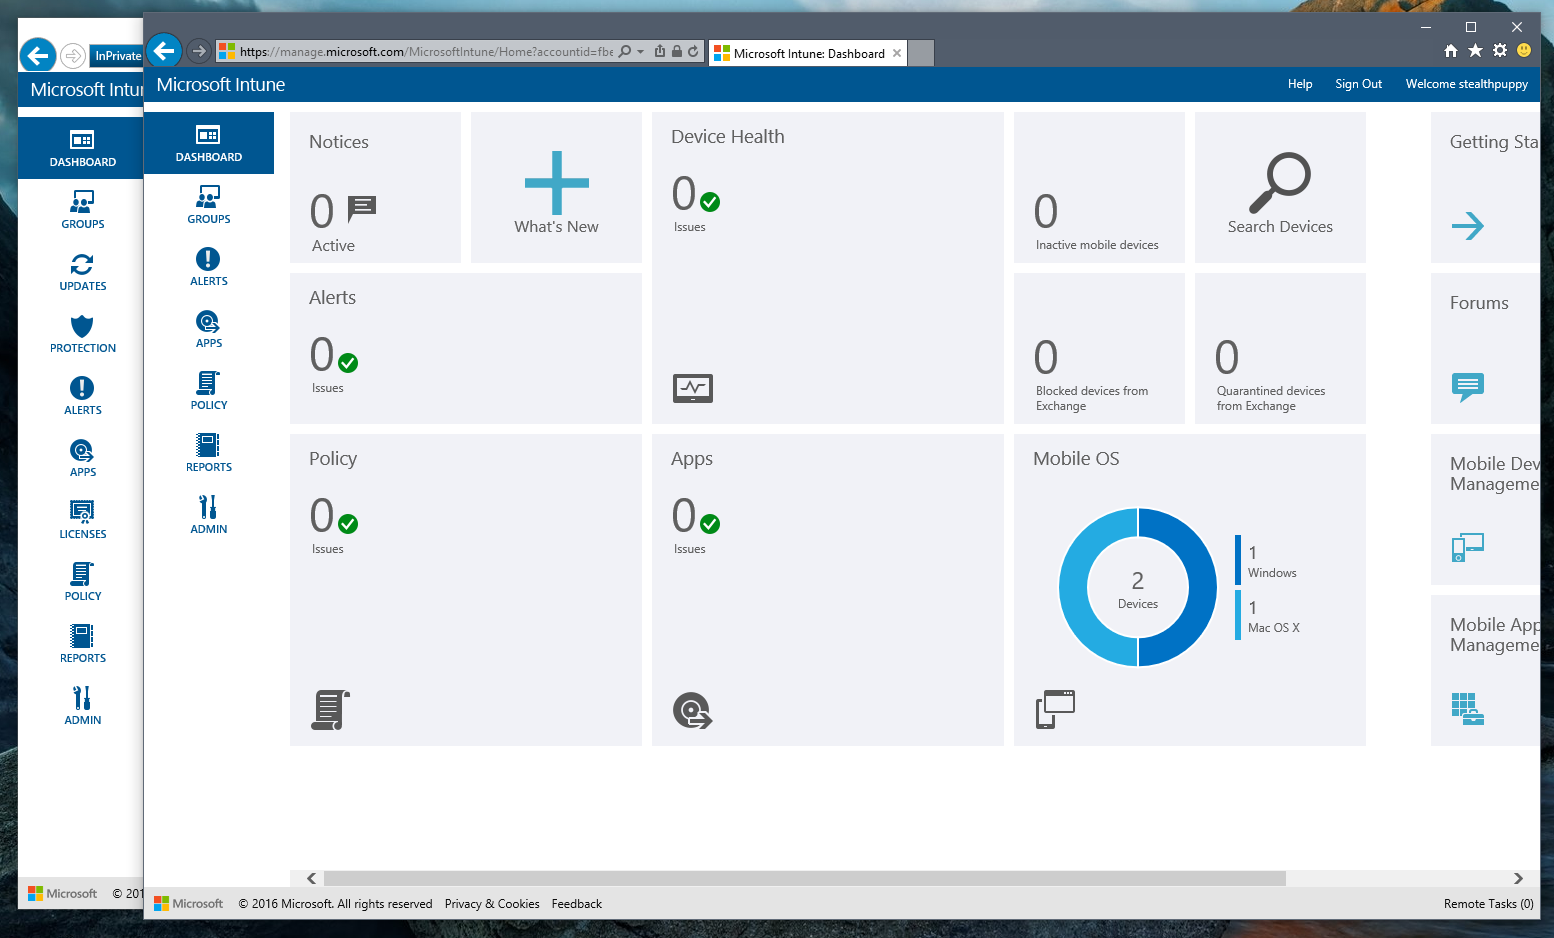 InPrivate
Microsoft Intu
DASHBOARD
GROUPS
UPDATES
PROTECTION
ALERTS
APPS
LICENSES
POLICY
REPORTS
ADMIN
Microsoft © 201
https://manage.microsoft.com/MicrosoftIntune/Home?accountid=fbe
Microsoft Intune: Dashboard
Microsoft Intune
Help Sign Out Welcome stealthpuppy
DASHBOARD
GROUPS
ALERTS
APPS
POLICY
REPORTS
ADMIN
Notices
0
Active
What's New
Device Health
0
Issues
0
Inactive mobile devices
Search Devices
Getting Sta
Alerts
0
Issues
0
Blocked devices from
Exchange
0
Quarantined devices
from Exchange
Forums
Policy
0
Issues
Apps
0
Issues
Mobile OS
2
Devices
1
Windows
1
Mac OS X
Mobile Dev
Manageme
Mobile App
Manageme
Microsoft © 2016 Microsoft. All rights reserved Privacy & Cookies Feedback
Remote Tasks (0)